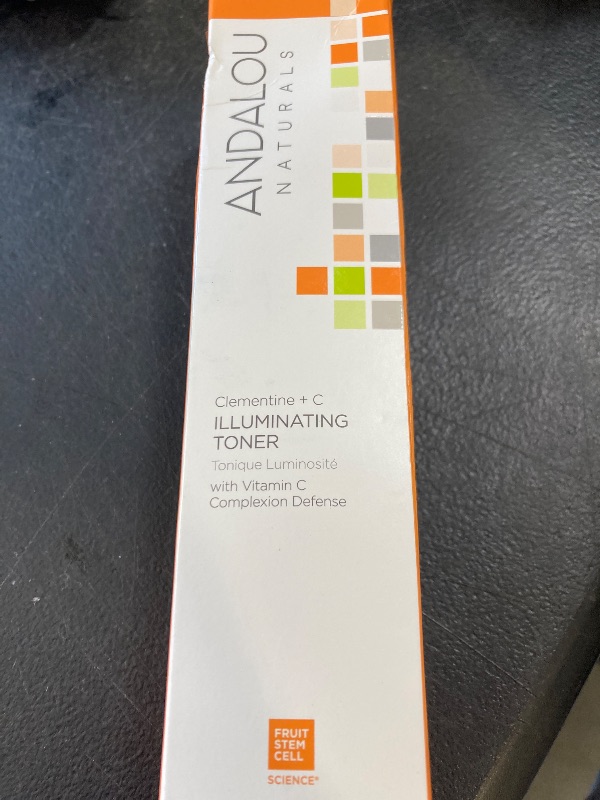 ANDALOU
NATURALS
Clementine + C
ILLUMINATING
TONER
Tonique Luminosité
with Vitamin C
Complexion Defense
FRUIT
STEM
CELL
SCIENCE®